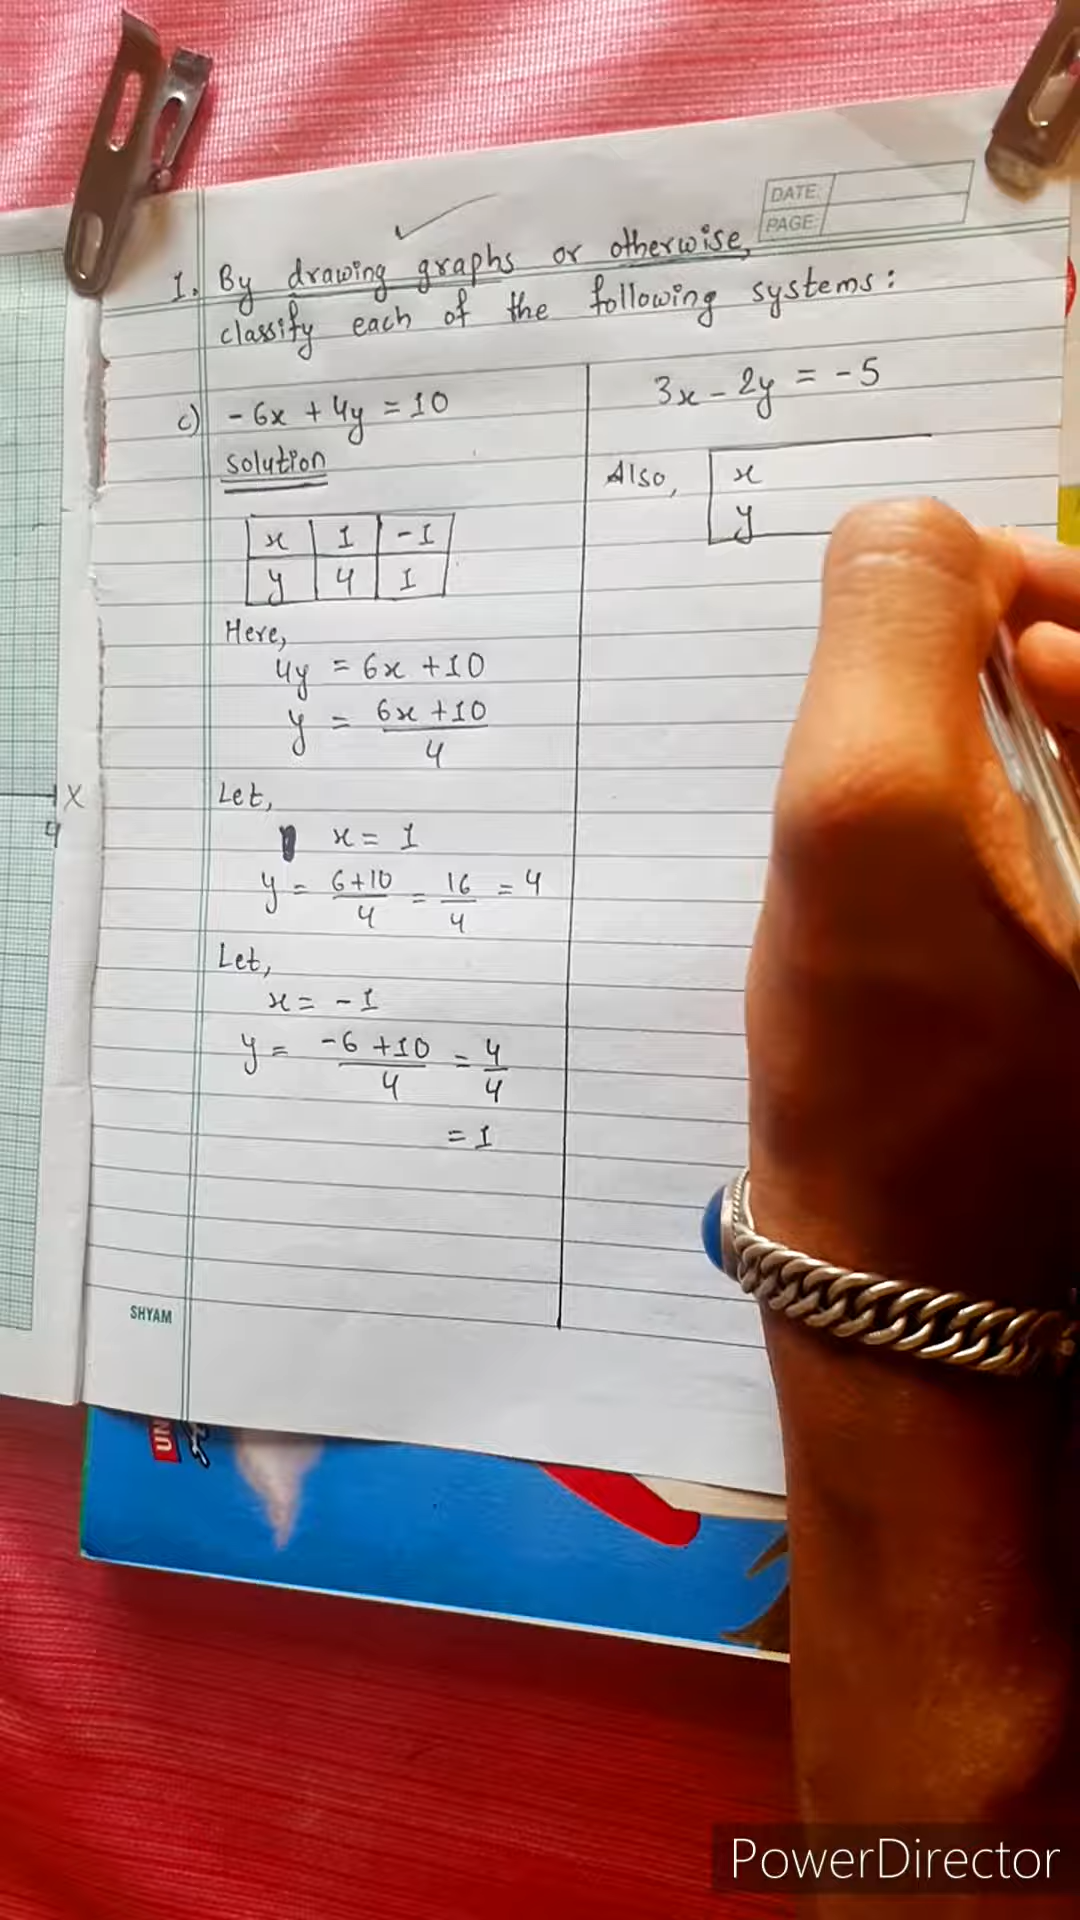 DATE:
PAGE:
1. By drawing graphs or otherwise,
classify each of the following systems:
c) -6x + 4y = 10
solution
x 1 -1
y 4 1
Here,
4y = 6x + 10
y = 6x + 10 / 4
Let,
x = 1
y = 6+10 / 4 = 16 / 4 = 4
Let,
x = -1
y = -6 + 10 / 4 = 4 / 4
= 1
3x - 2y = -5
Also,
x
y
X
4
SHYAM
UN
PowerDirector